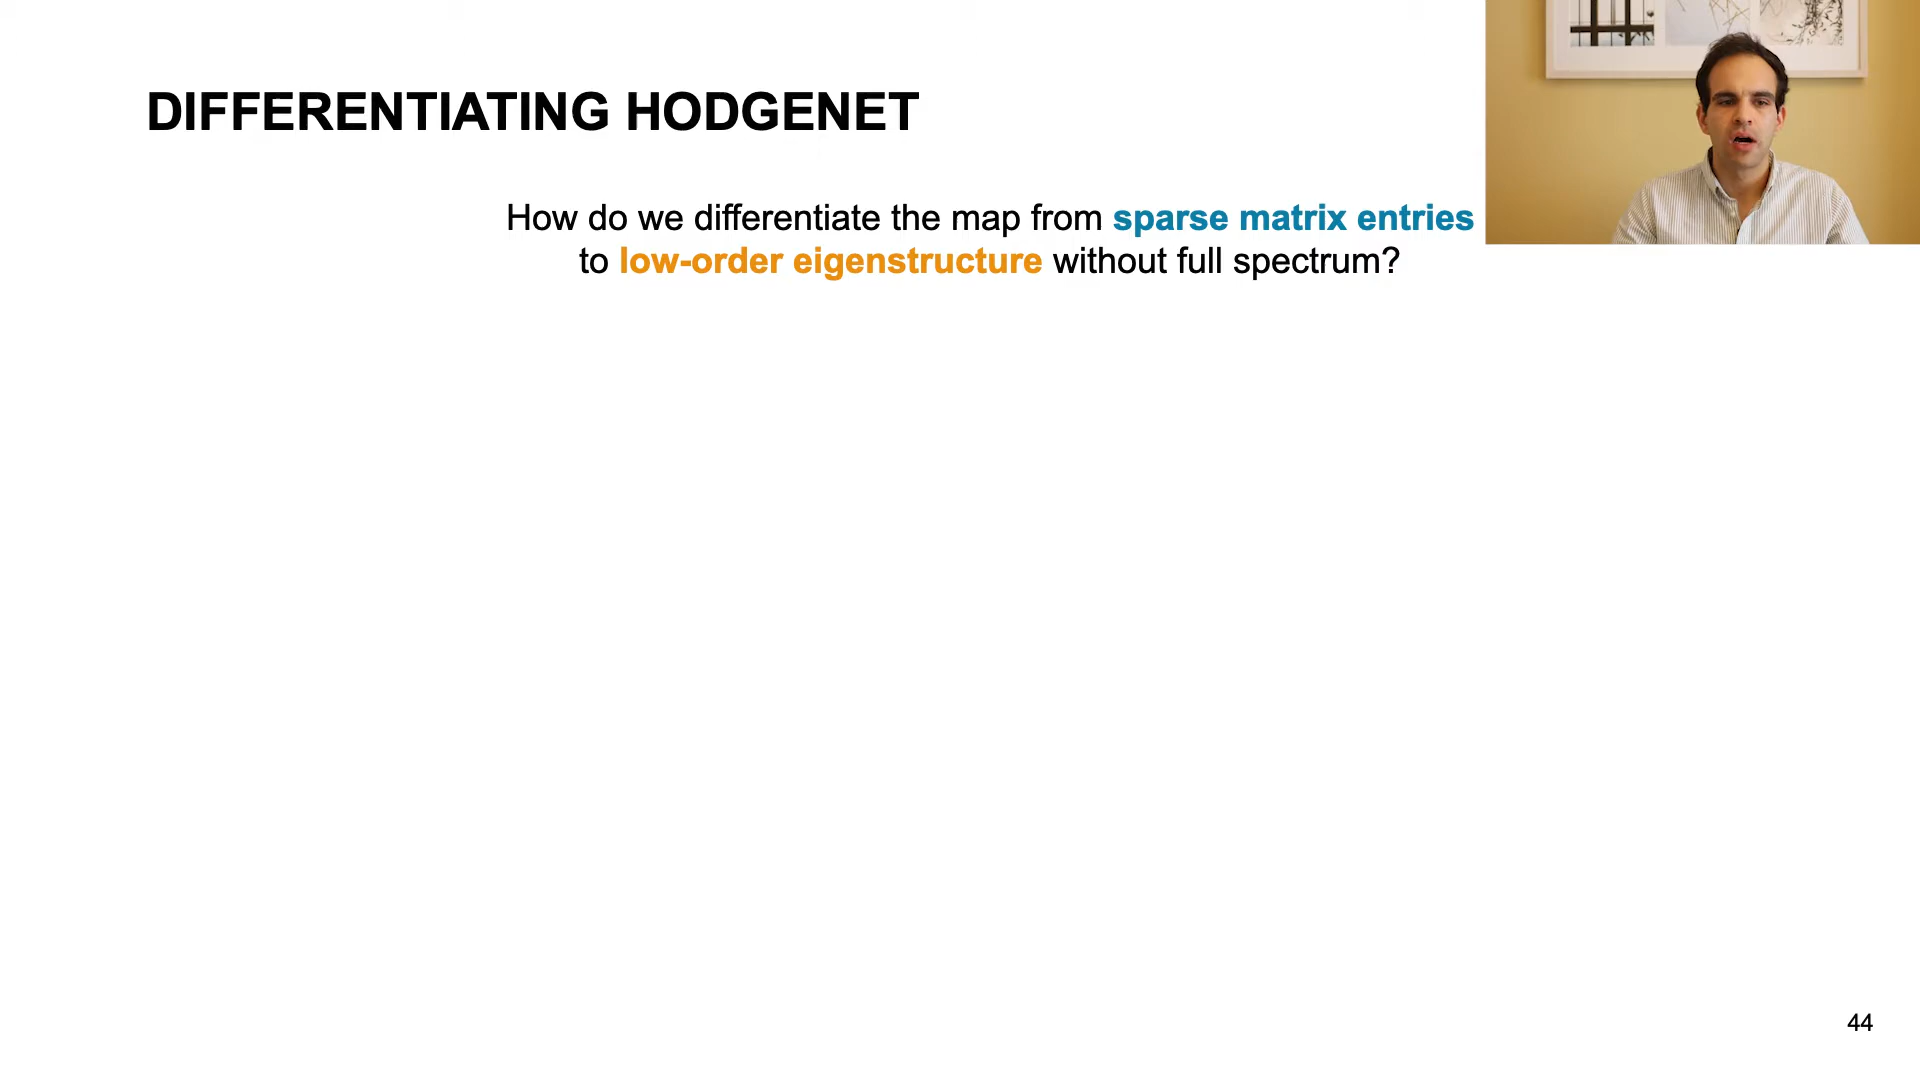 DIFFERENTIATING HODGENET
How do we differentiate the map from sparse matrix entries
to low-order eigenstructure without full spectrum?
44